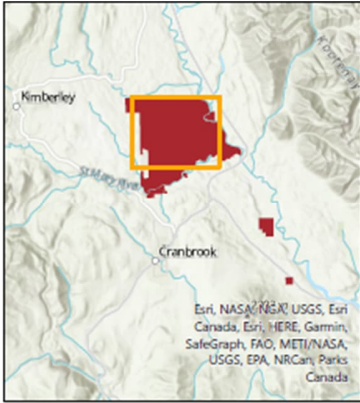 Kootenay
Kimberley
St Mary River
Cranbrook
Esri, NASA, NGA, USGS, Esri
Canada, Esri, HERE, Garmin,
SafeGraph, FAO, METI/NASA,
USGS, EPA, NRCan, Parks
Canada